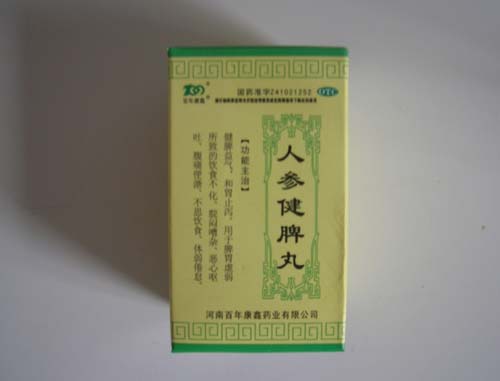 百年康鑫
国药准字Z41021252 OTC
人参健脾丸
【功能主治】
健脾益气，和胃止泻。用于脾胃虚弱
所致的饮食不化、脘闷嘈杂、恶心呕
吐、腹痛便溏、不思饮食、体弱倦怠。
河南百年康鑫药业有限公司